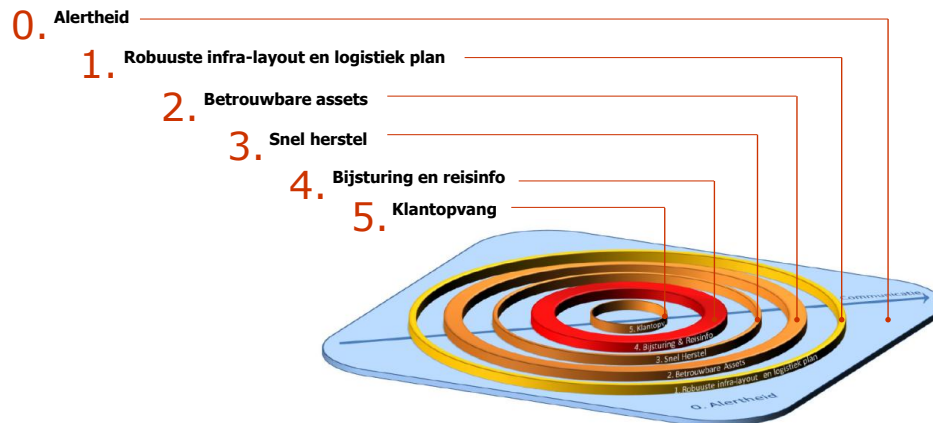 0. Alertheid
1. Robuuste infra-layout en logistiek plan
2. Betrouwbare assets
3. Snel herstel
4. Bijsturing en reisinfo
5. Klantopvang
Communicatie
5. Klantopv
4. Bijsturing & Reisinfo
3. Snel Herstel
2. Betrouwbare Assets
1. Robuuste infra-layout en logistiek plan
0. Alertheid